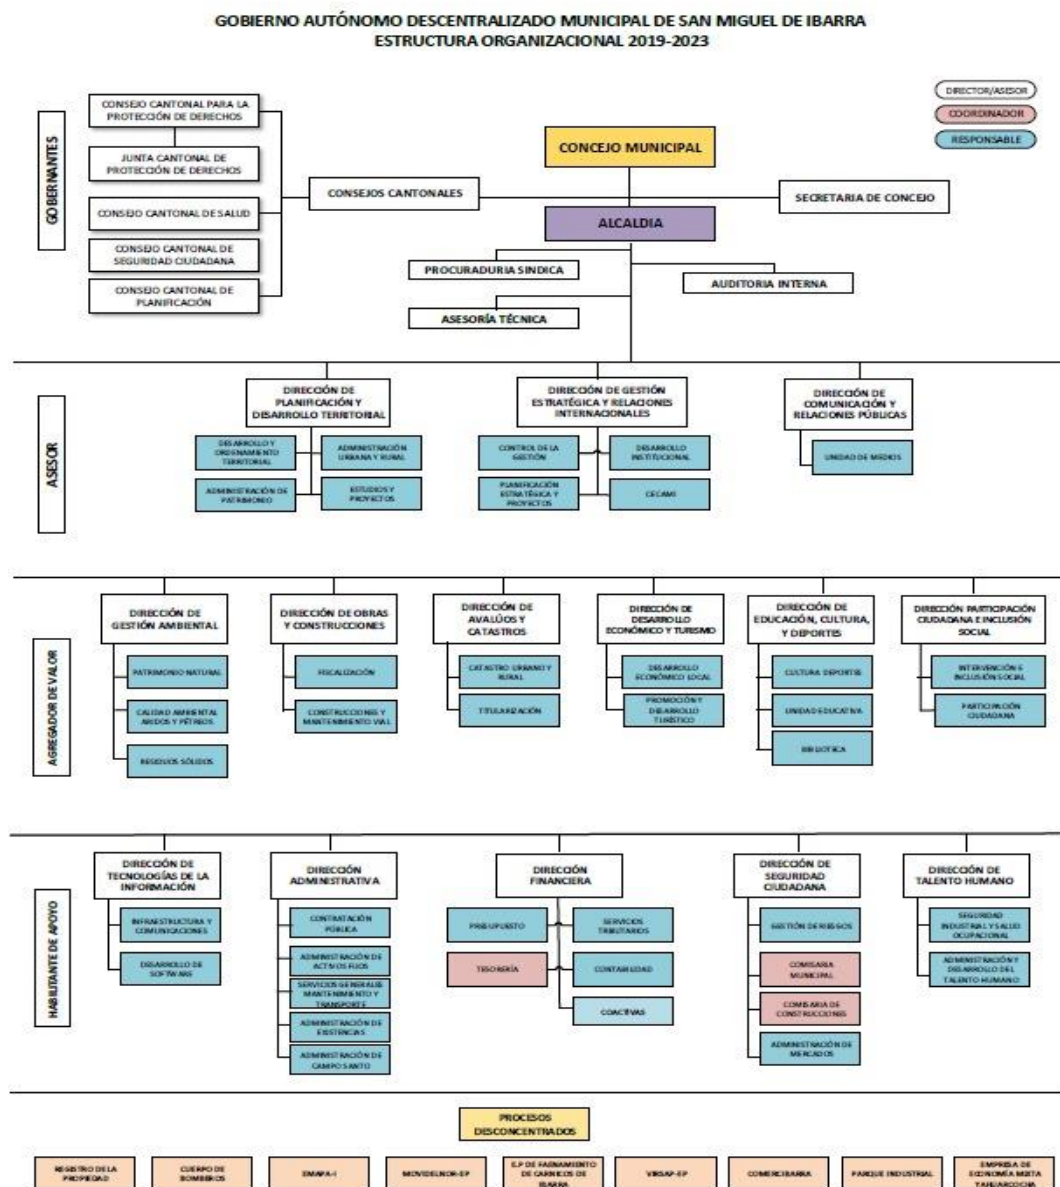 GOBIERNO AUTÓNOMO DESCENTRALIZADO MUNICIPAL DE SAN MIGUEL DE IBARRA
ESTRUCTURA ORGANIZACIONAL 2019-2023
DIRECTOR/ASESOR
COORDINADOR
RESPONSABLE
GOBERNANTES
CONSEJO CANTONAL PARA LA
PROTECCIÓN DE DERECHOS
JUNTA CANTONAL DE
PROTECCIÓN DE DERECHOS
CONSEJO CANTONAL DE SALUD
CONSEJO CANTONAL DE
SEGURIDAD CIUDADANA
CONSEJO CANTONAL DE
PLANIFICACIÓN
CONSEJOS CANTONALES
CONCEJO MUNICIPAL
SECRETARIA DE CONCEJO
ALCALDIA
PROCURADURIA SINDICA
AUDITORIA INTERNA
ASESORÍA TÉCNICA
ASESOR
DIRECCIÓN DE
PLANIFICACIÓN Y
DESARROLLO TERRITORIAL
DESARROLLO Y
ORDENAMIENTO
TERRITORIAL
ADMINISTRACIÓN
URBANA Y RURAL
ADMINISTRACIÓN DE
PATRIMONIO
ESTUDIOS Y
PROYECTOS
DIRECCIÓN DE GESTIÓN
ESTRATÉGICA Y RELACIONES
INTERNACIONALES
CONTROL DE LA
GESTIÓN
DESARROLLO
INSTITUCIONAL
PLANIFICACIÓN
ESTRATÉGICA Y
PROYECTOS
CECAMI
DIRECCIÓN DE
COMUNICACIÓN Y
RELACIONES PÚBLICAS
UNIDAD DE MEDIOS
AGREGADOR DE VALOR
DIRECCIÓN DE
GESTIÓN AMBIENTAL
PATRIMONIO NATURAL
CALIDAD AMBIENTAL
ARIDOS Y PÉTREOS
RESIDUOS SÓLIDOS
DIRECCIÓN DE OBRAS
Y CONSTRUCCIONES
FISCALIZACIÓN
CONSTRUCCIONES Y
MANTENIMIENTO VIAL
DIRECCIÓN DE
AVALÚOS Y
CATASTROS
CATASTRO URBANO Y
RURAL
TITULARIZACIÓN
DIRECCIÓN DE
DESARROLLO
ECONÓMICO Y TURISMO
DESARROLLO
ECONÓMICO LOCAL
PROMOCIÓN Y
DESARROLLO
TURÍSTICO
DIRECCIÓN DE
EDUCACIÓN, CULTURA,
Y DEPORTES
CULTURA DEPORTES
UNIDAD EDUCATIVA
BIBLIOTECA
DIRECCIÓN PARTICIPACIÓN
CIUDADANA E INCLUSIÓN
SOCIAL
INTERVENCIÓN E
INCLUSIÓN SOCIAL
PARTICIPACIÓN
CIUDADANA
HABILITANTE DE APOYO
DIRECCIÓN DE
TECNOLOGÍAS DE LA
INFORMACIÓN
INFRAESTRUCTURA Y
COMUNICACIONES
DESARROLLO DE
SOFTWARE
DIRECCIÓN
ADMINISTRATIVA
CONTRATACIÓN
PÚBLICA
ADMINISTRACIÓN DE
ACTIVOS FIJOS
SERVICIOS GENERALES
MANTENIMIENTO Y
TRANSPORTE
ADMINISTRACIÓN DE
EXISTENCIAS
ADMINISTRACIÓN DE
CAMPO SANTO
DIRECCIÓN
FINANCIERA
PRESUPUESTO
SERVICIOS
TRIBUTARIOS
TESORERÍA
CONTABILIDAD
COACTIVAS
DIRECCIÓN DE
SEGURIDAD
CIUDADANA
GESTIÓN DE RIESGOS
COMISARIA
MUNICIPAL
COMISARIA DE
CONSTRUCCIONES
ADMINISTRACIÓN DE
MERCADOS
DIRECCIÓN DE
TALENTO HUMANO
SEGURIDAD
INDUSTRIAL Y SALUD
OCUPACIONAL
ADMINISTRACIÓN Y
DESARROLLO DEL
TALENTO HUMANO
PROCESOS
DESCONCENTRADOS
REGISTRO DE LA
PROPIEDAD
CUERPO DE
BOMBEROS
EMAPA-I
MOVIDELNOR-EP
E.P DE FAENAMIENTO
DE CÁRNICOS DE
IBARRA
VIRSAP-EP
COMERCIBARRA
PARQUE INDUSTRIAL
EMPRESA DE
ECONOMÍA MIXTA
YAHUARCOCHA